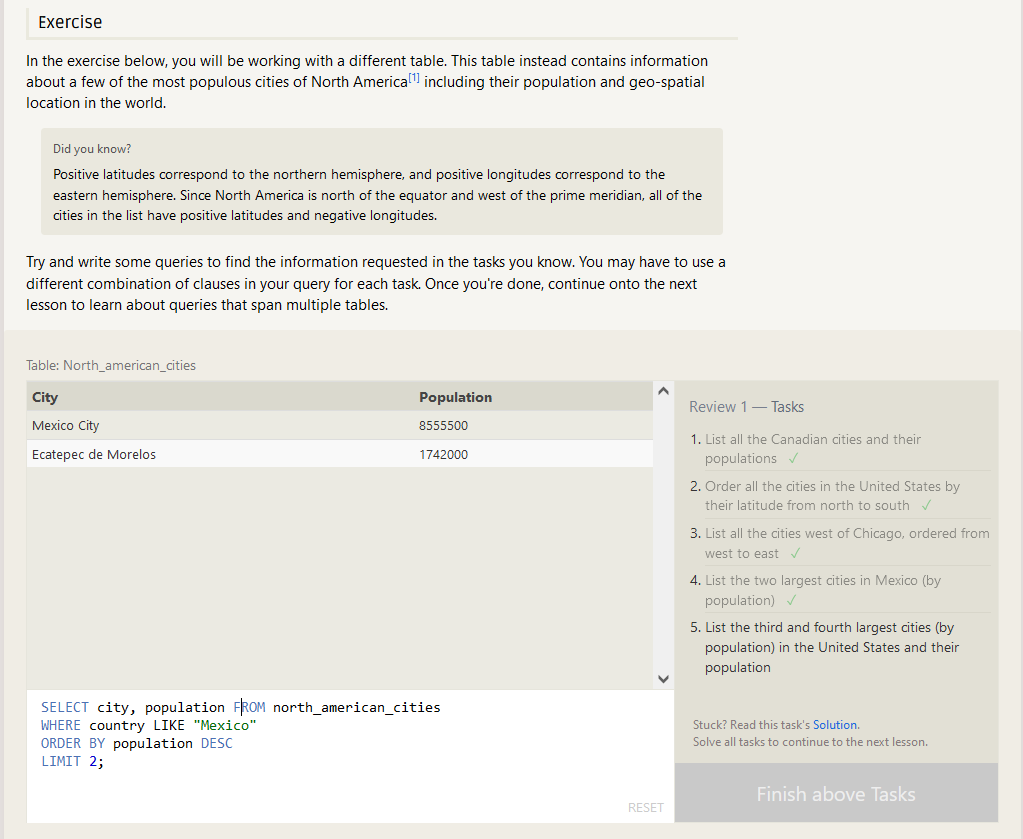 Exercise
In the exercise below, you will be working with a different table. This table instead contains information
about a few of the most populous cities of North America[1] including their population and geo-spatial
location in the world.
Did you know?
Positive latitudes correspond to the northern hemisphere, and positive longitudes correspond to the
eastern hemisphere. Since North America is north of the equator and west of the prime meridian, all of the
cities in the list have positive latitudes and negative longitudes.
Try and write some queries to find the information requested in the tasks you know. You may have to use a
different combination of clauses in your query for each task. Once you're done, continue onto the next
lesson to learn about queries that span multiple tables.
Table: North_american_cities
City Population
Mexico City 8555500
Ecatepec de Morelos 1742000
SELECT city, population FROM north_american_cities
WHERE country LIKE "Mexico"
ORDER BY population DESC
LIMIT 2;
RESET
Review 1 — Tasks
1. List all the Canadian cities and their
populations ✓
2. Order all the cities in the United States by
their latitude from north to south ✓
3. List all the cities west of Chicago, ordered from
west to east ✓
4. List the two largest cities in Mexico (by
population) ✓
5. List the third and fourth largest cities (by
population) in the United States and their
population
Stuck? Read this task's Solution.
Solve all tasks to continue to the next lesson.
Finish above Tasks